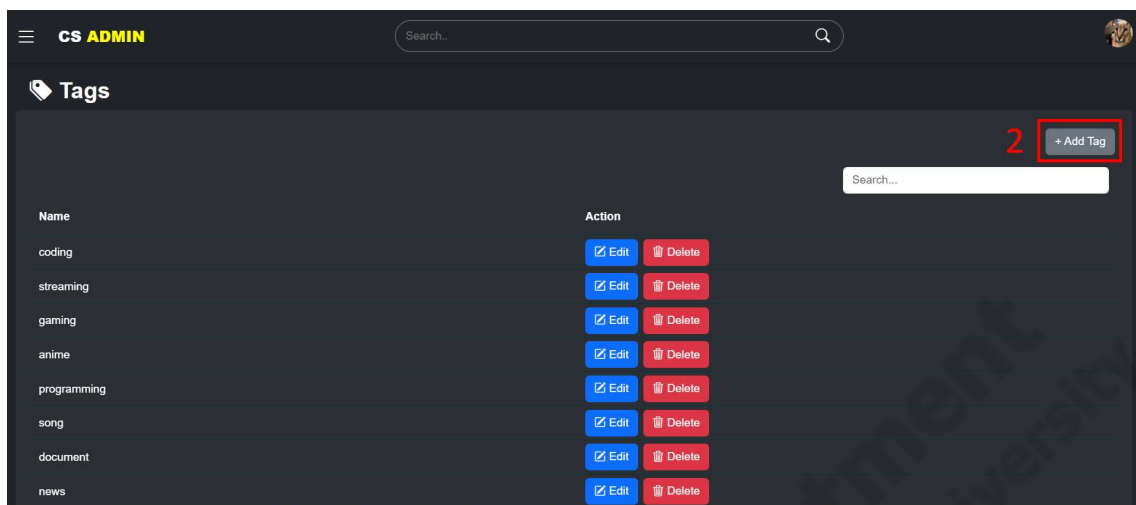 CS ADMIN Search..
Tags
2 + Add Tag
Search...
Name Action
coding Edit Delete
streaming Edit Delete
gaming Edit Delete
anime Edit Delete
programming Edit Delete
song Edit Delete
document Edit Delete
news Edit Delete